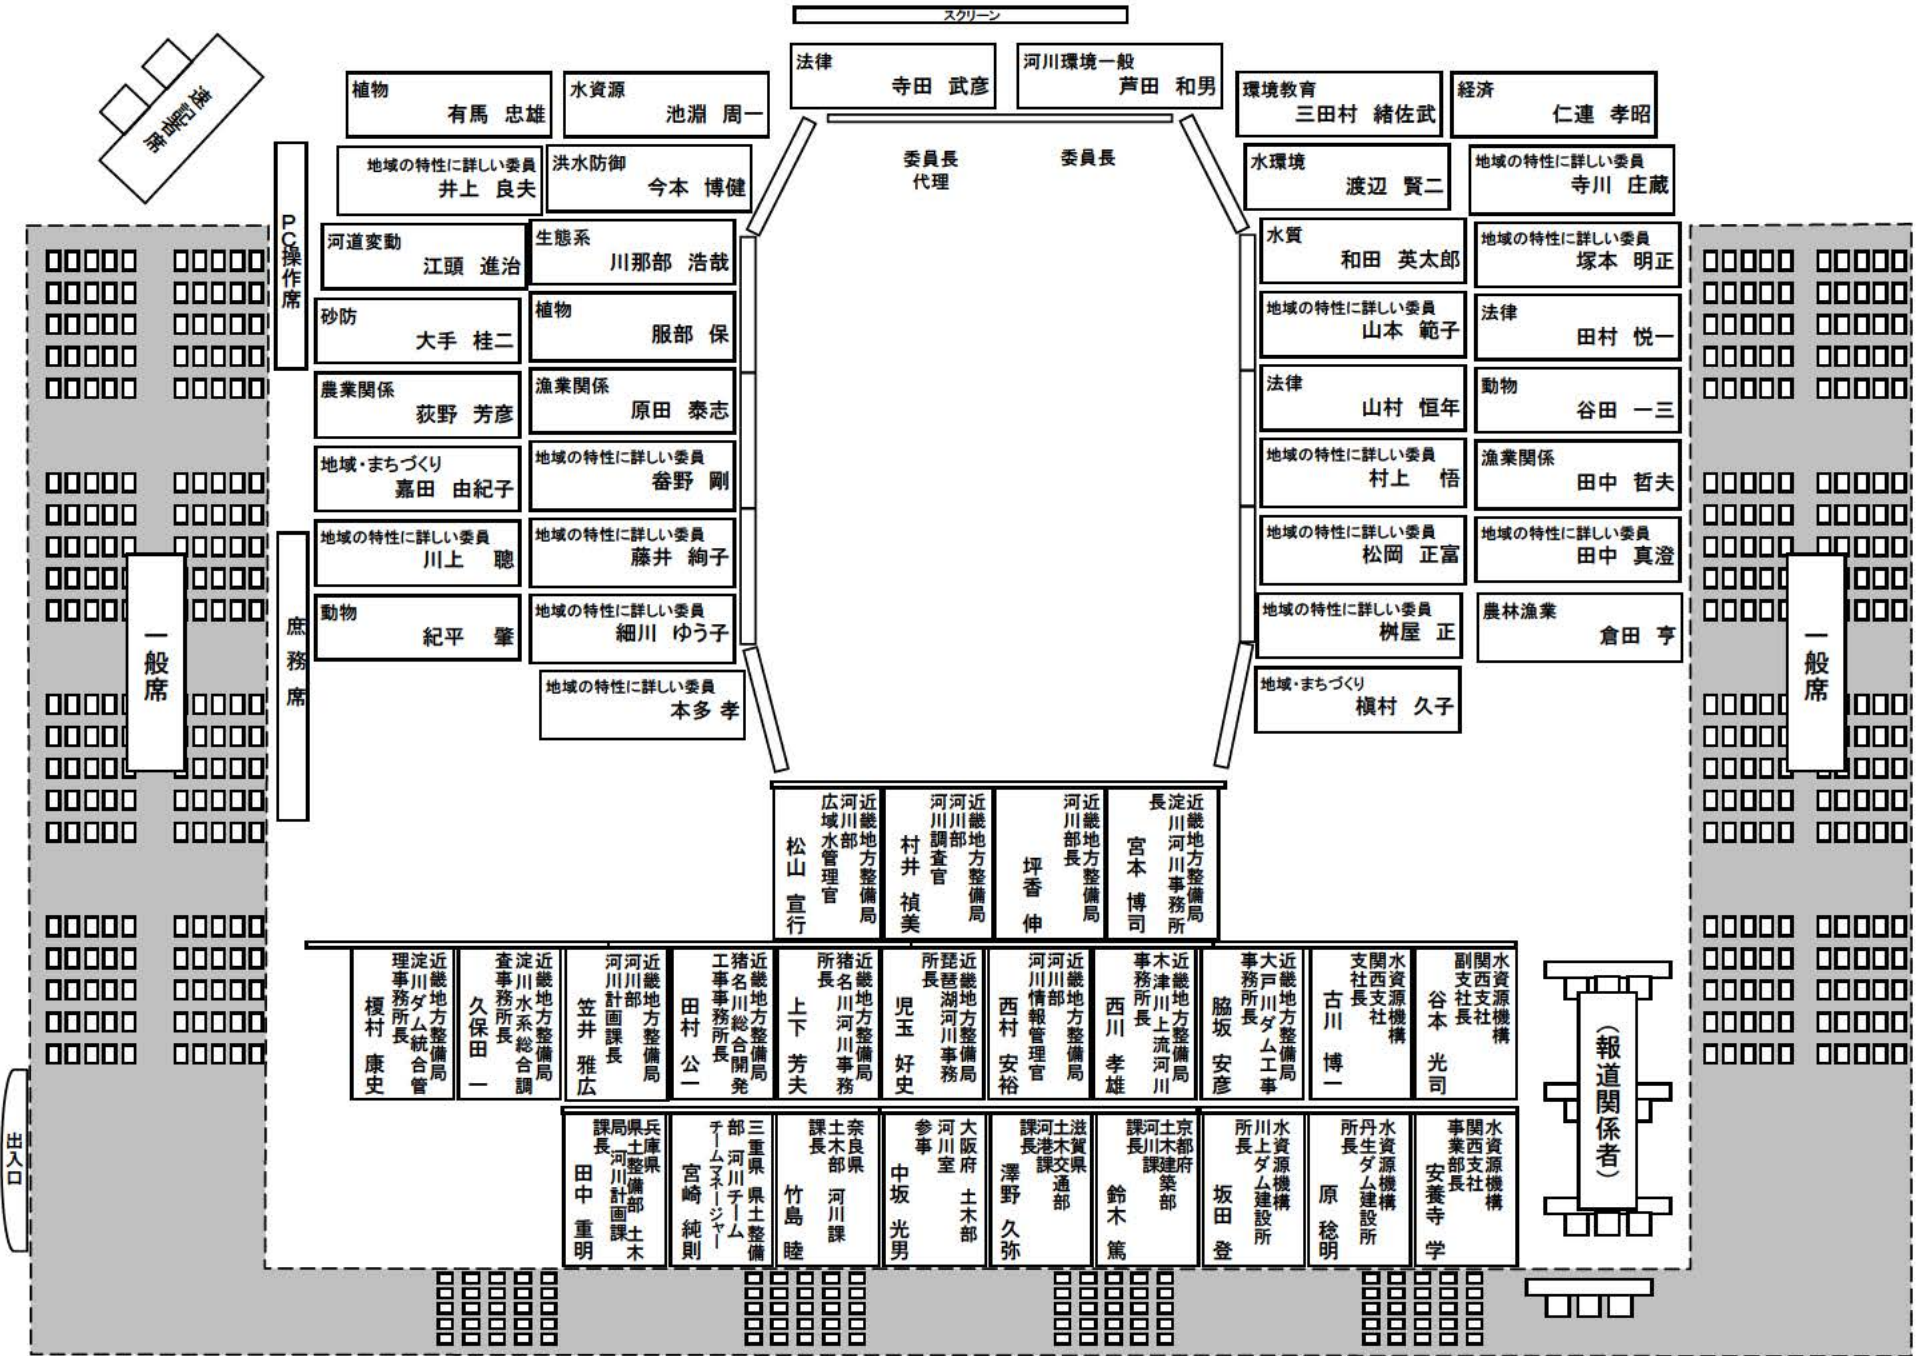 スクリーン
法律
寺田 武彦
河川環境一般
芦田 和男
植物
有馬 忠雄
水資源
池淵 周一
環境教育
三田村 緒佐武
経済
仁連 孝昭
速記者席
委員長
代理
委員長
地域の特性に詳しい委員
井上 良夫
洪水防御
今本 博健
水環境
渡辺 賢二
地域の特性に詳しい委員
寺川 庄蔵
PC操作席
河道変動
江頭 進治
生態系
川那部 浩哉
水質
和田 英太郎
地域の特性に詳しい委員
塚本 明正
砂防
大手 桂二
植物
服部 保
地域の特性に詳しい委員
山本 範子
法律
田村 悦一
農業関係
荻野 芳彦
漁業関係
原田 泰志
法律
山村 恒年
動物
谷田 一三
地域・まちづくり
嘉田 由紀子
地域の特性に詳しい委員
畚野 剛
地域の特性に詳しい委員
村上 悟
漁業関係
田中 哲夫
地域の特性に詳しい委員
川上 聰
地域の特性に詳しい委員
藤井 絢子
地域の特性に詳しい委員
松岡 正富
地域の特性に詳しい委員
田中 真澄
動物
紀平 肇
地域の特性に詳しい委員
細川 ゆう子
地域の特性に詳しい委員
桝屋 正
農林漁業
倉田 亨
地域の特性に詳しい委員
本多 孝
地域・まちづくり
槇村 久子
庶務席
一般席
一般席
近畿地方整備局
河川部
広域水管理官
松山 宣行
近畿地方整備局
河川部
河川調査官
村井 禎美
近畿地方整備局
河川部長
坪香 伸
近畿地方整備局
淀川河川事務所
長
宮本 博司
近畿地方整備局
淀川ダム統合管
理事務所長
榎村 康史
近畿地方整備局
淀川水系総合調
査事務所長
久保田 一
近畿地方整備局
河川部
河川計画課長
笠井 雅広
近畿地方整備局
猪名川総合開発
工事事務所長
田村 公一
近畿地方整備局
猪名川河川事務
所長
上下 芳夫
近畿地方整備局
琵琶湖河川事務
所長
児玉 好史
近畿地方整備局
河川部
河川情報管理官
西村 安裕
近畿地方整備局
木津川上流河川
事務所長
西川 孝雄
近畿地方整備局
大戸川ダム工事
事務所長
脇坂 安彦
水資源機構
関西支社
支社長
古川 博一
水資源機構
関西支社
副支社長
谷本 光司
兵庫県
県土整備部 土木
局 河川計画課
課長
田中 重明
三重県 県土整備
部 河川チーム
チームマネージャー
宮崎 純則
奈良県
土木部 河川課
課長
竹島 睦
大阪府 土木部
河川室
参事
中坂 光男
滋賀県
土木交通部
河港課
課長
澤野 久弥
京都府
土木建築部
河川課
課長
鈴木 篤
水資源機構
川上ダム建設所
所長
坂田 登
水資源機構
丹生ダム建設所
所長
原 稔明
水資源機構
関西支社
事業部長
安養寺 学
(報道関係者)
出入口